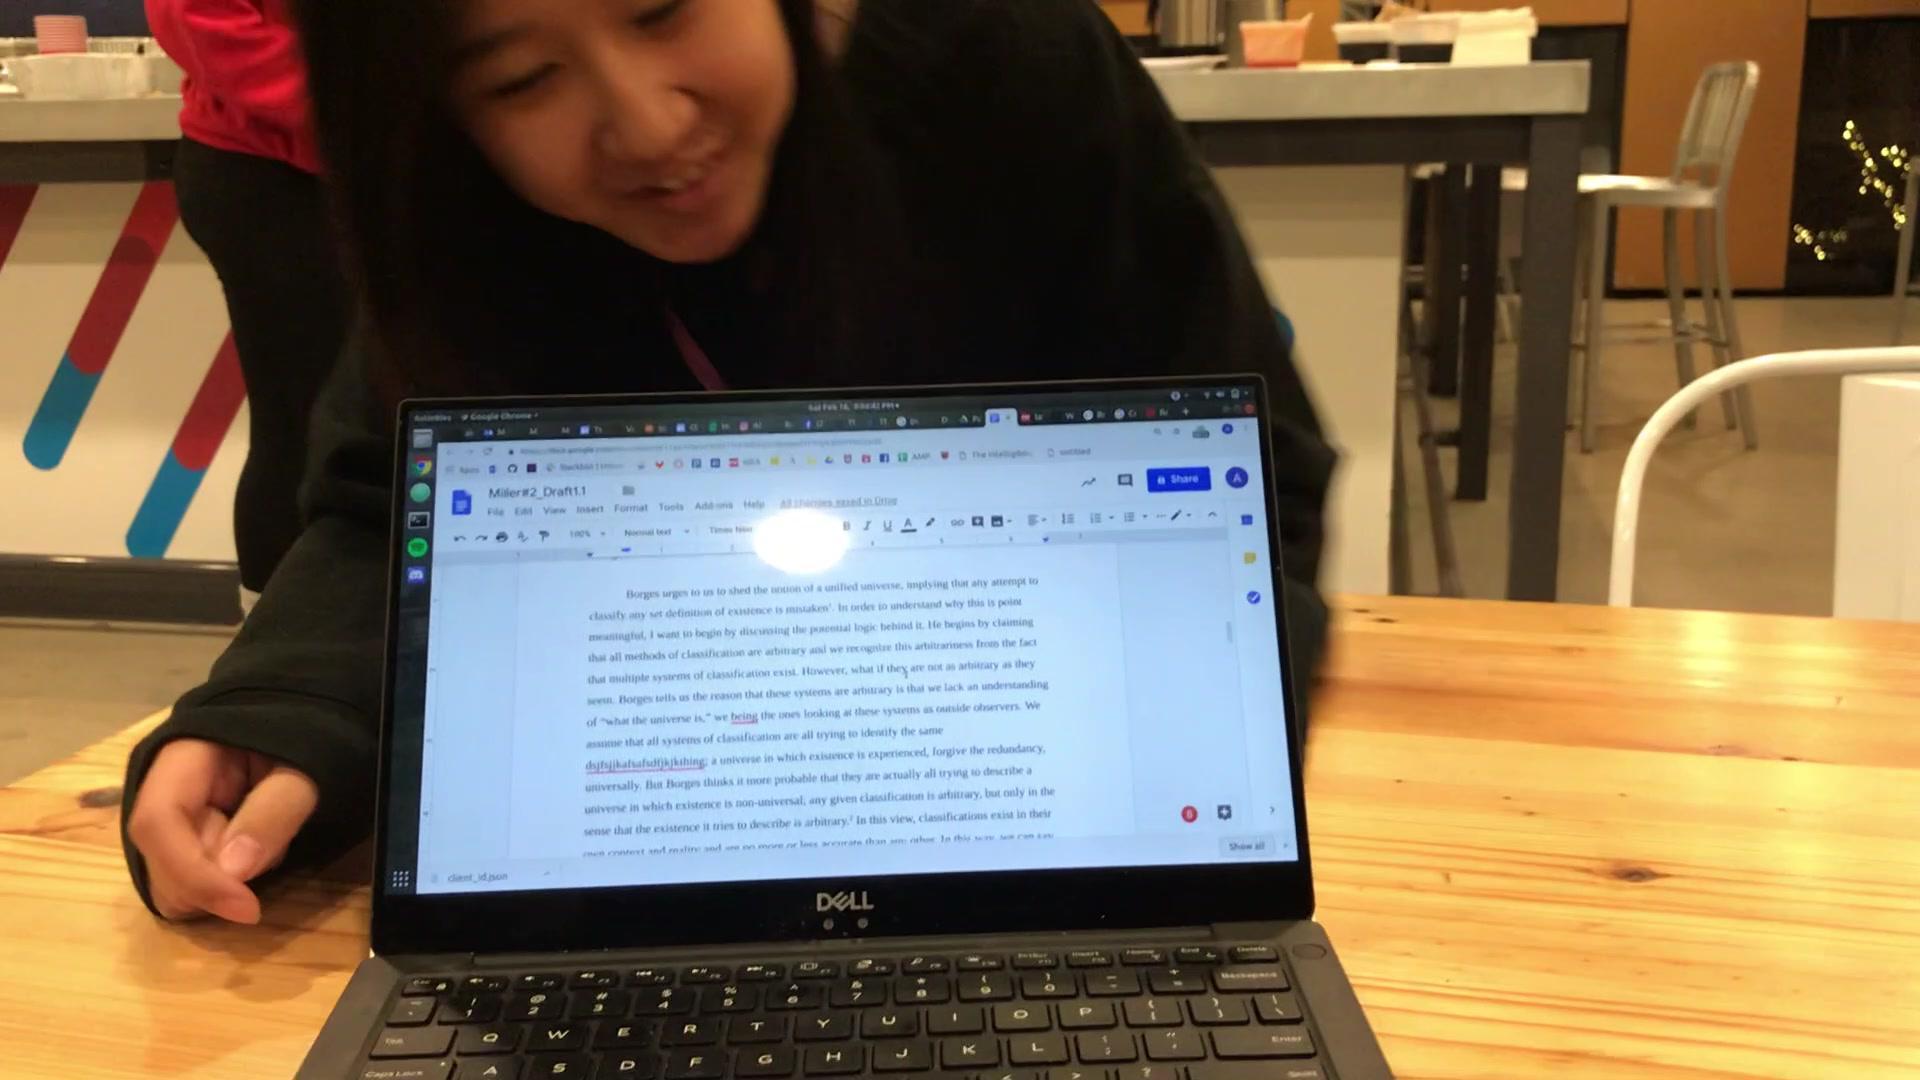 Activities Google Chrome
Sat Feb 16,
Apps
AMP
The Intelligen
untitled
Miller#2_Draft1.1
File Edit View Insert Format Tools Add-ons Help All changes saved in Drive
Share
A
100% Normal text Times New
B I U A
Borges urges to us to shed the notion of a unified universe, implying that any attempt to
classify any set definition of existence is mistaken¹. In order to understand why this is point
meaningful, I want to begin by discussing the potential logic behind it. He begins by claiming
that all methods of classification are arbitrary and we recognize this arbitrariness from the fact
that multiple systems of classification exist. However, what if they are not as arbitrary as they
seem. Borges tells us the reason that these systems are arbitrary is that we lack an understanding
of “what the universe is,” we being the ones looking at these systems as outside observers. We
assume that all systems of classification are all trying to identify the same
a universe in which existence is experienced, forgive the redundancy,
universally. But Borges thinks it more probable that they are actually all trying to describe a
universe in which existence is non-universal; any given classification is arbitrary, but only in the
sense that the existence it tries to describe is arbitrary.² In this view, classifications exist in their
own context and reality and are no more or less accurate than any other. In this way, we can say
6
Show all
client_id.json
DELL
Backspace
Q W E R T Y U I O P
Tab
Enter
Caps Lock A S D F G H J K L